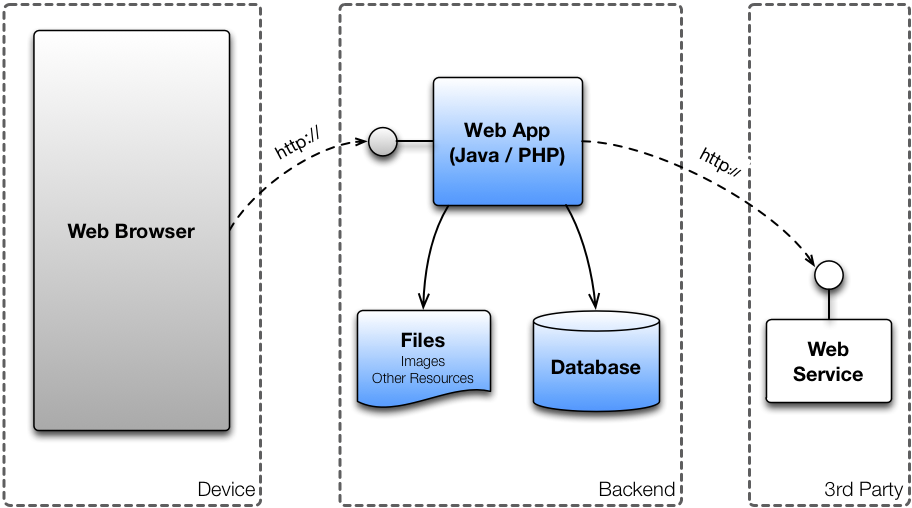 Web Browser
Device
http://
Web App
(Java / PHP)
Files
Images
Other Resources
Database
Backend
http://
Web
Service
3rd Party